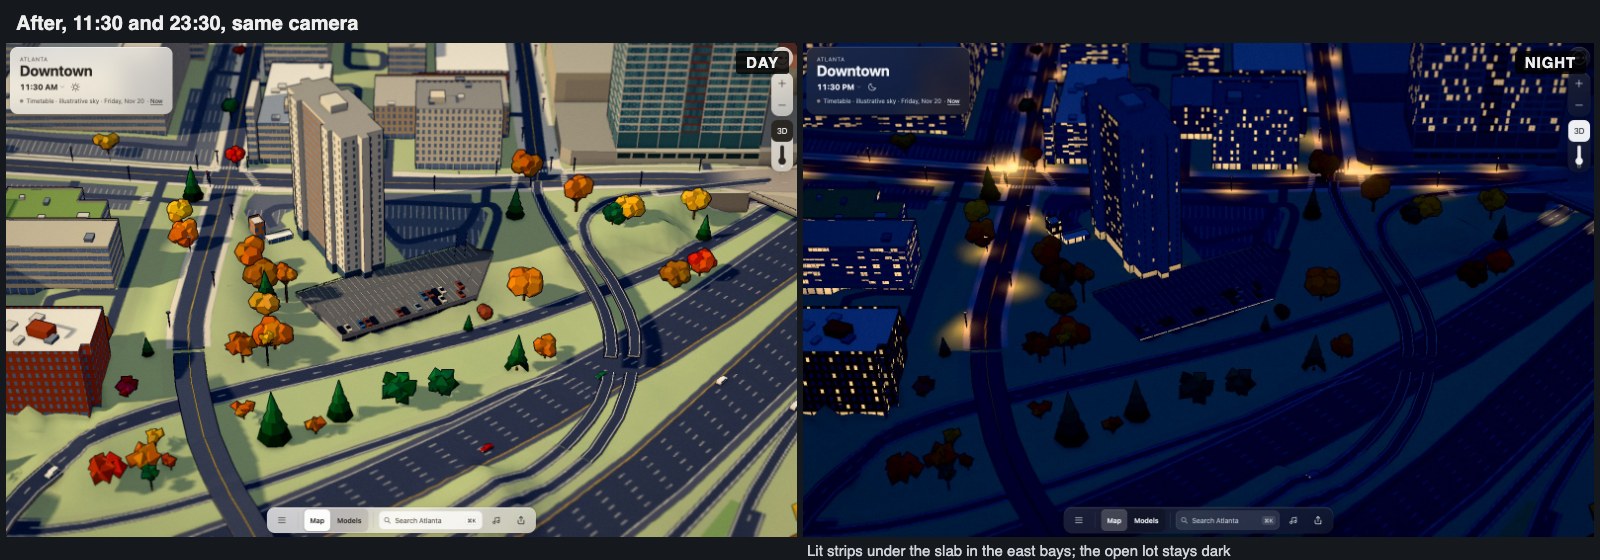 After, 11:30 and 23:30, same camera
ATLANTA
Downtown
11:30 AM
Timetable · Illustrative sky · Friday, Nov 20 · Now
DAY
3D
Map Models Search Atlanta ⌘K
ATLANTA
Downtown
11:30 PM
Timetable · Illustrative sky · Friday, Nov 20 · Now
NIGHT
3D
Map Models Search Atlanta ⌘K
Lit strips under the slab in the east bays; the open lot stays dark